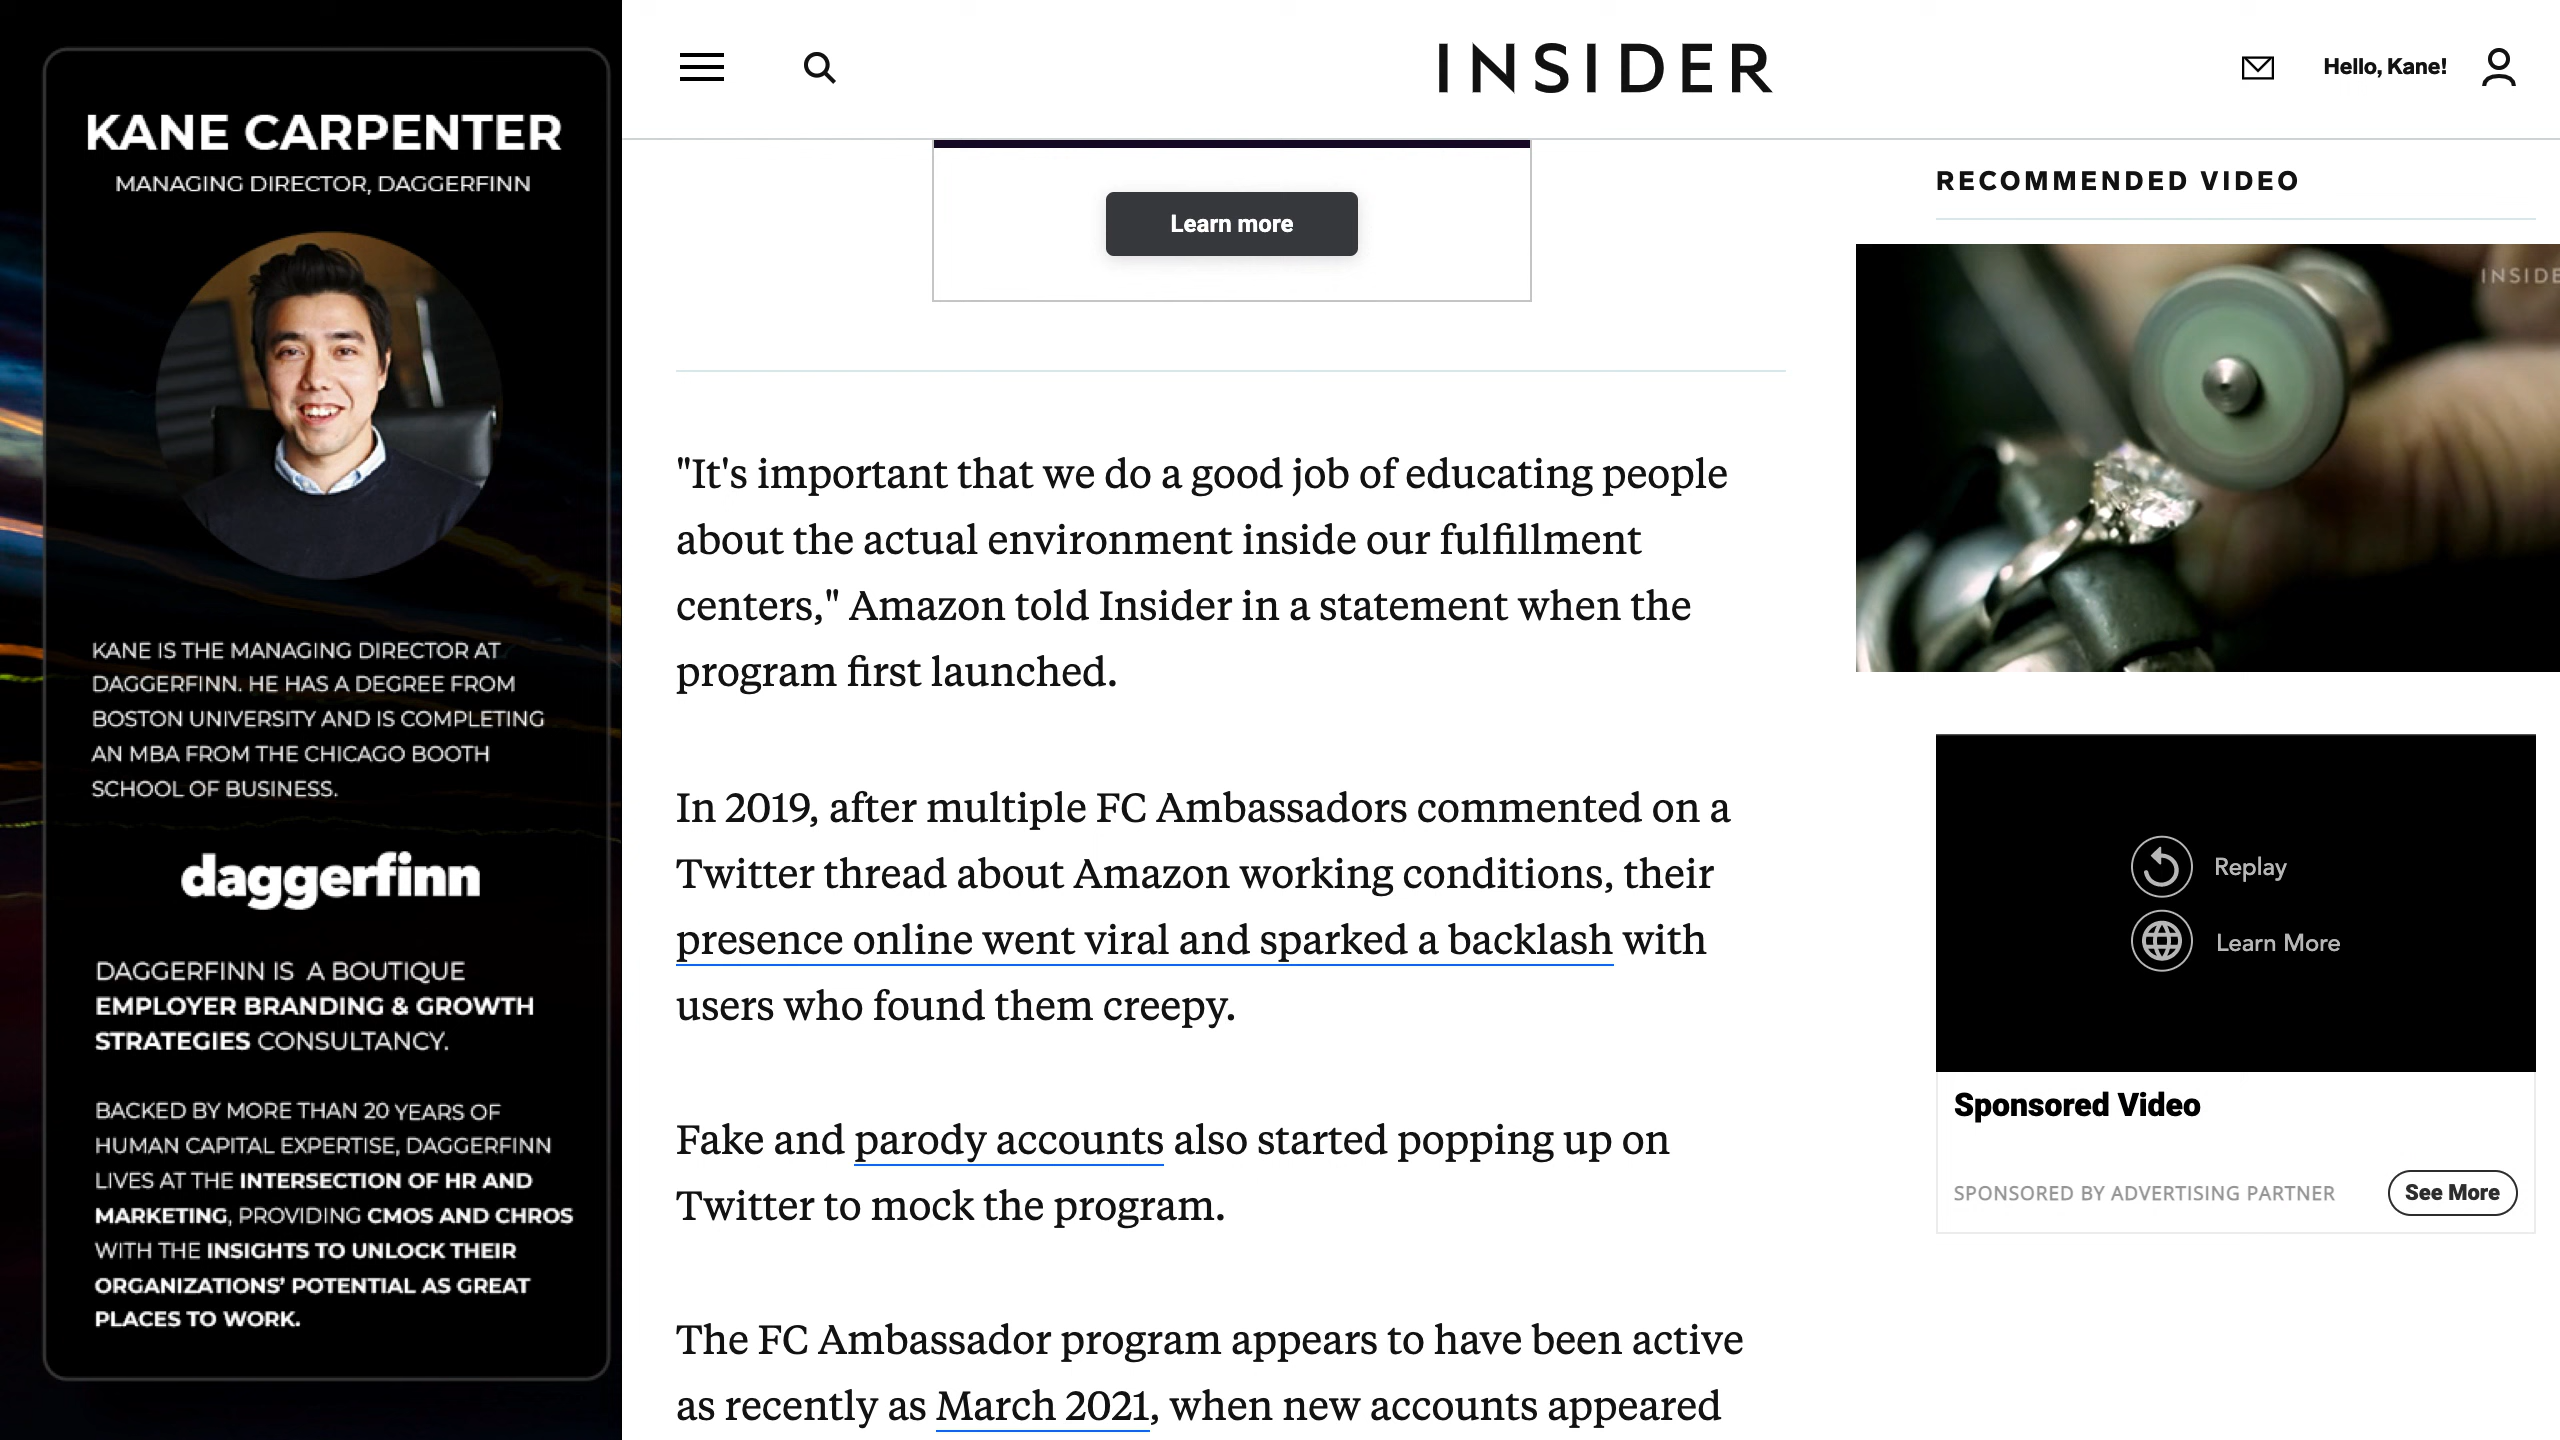 KANE CARPENTER
MANAGING DIRECTOR, DAGGERFINN
KANE IS THE MANAGING DIRECTOR AT
DAGGERFINN. HE HAS A DEGREE FROM
BOSTON UNIVERSITY AND IS COMPLETING
AN MBA FROM THE CHICAGO BOOTH
SCHOOL OF BUSINESS.
daggerfinn
DAGGERFINN IS A BOUTIQUE
EMPLOYER BRANDING & GROWTH
STRATEGIES CONSULTANCY.
BACKED BY MORE THAN 20 YEARS OF
HUMAN CAPITAL EXPERTISE, DAGGERFINN
LIVES AT THE INTERSECTION OF HR AND
MARKETING, PROVIDING CMOS AND CHROS
WITH THE INSIGHTS TO UNLOCK THEIR
ORGANIZATIONS' POTENTIAL AS GREAT
PLACES TO WORK.
INSIDER
Hello, Kane!
Learn more
"It's important that we do a good job of educating people
about the actual environment inside our fulfillment
centers," Amazon told Insider in a statement when the
program first launched.
In 2019, after multiple FC Ambassadors commented on a
Twitter thread about Amazon working conditions, their
presence online went viral and sparked a backlash with
users who found them creepy.
Fake and parody accounts also started popping up on
Twitter to mock the program.
The FC Ambassador program appears to have been active
as recently as March 2021, when new accounts appeared
RECOMMENDED VIDEO
INSIDE
Replay
Learn More
Sponsored Video
SPONSORED BY ADVERTISING PARTNER
See More